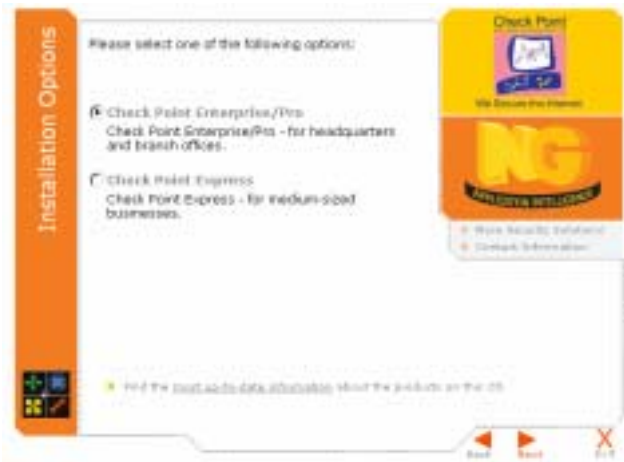 Installation Options
Please select one of the following options:
Check Point Enterprise/Pro
Check Point Enterprise/Pro - for headquarters
and branch offices.
Check Point Express
Check Point Express - for medium-sized
businesses.
Check Point
We Secure the Internet
NG
APPLICATION INTELLIGENCE
More Security Solutions
Contact Information
Find the most up-to-date information about the products on the CD
Back
Next
Exit